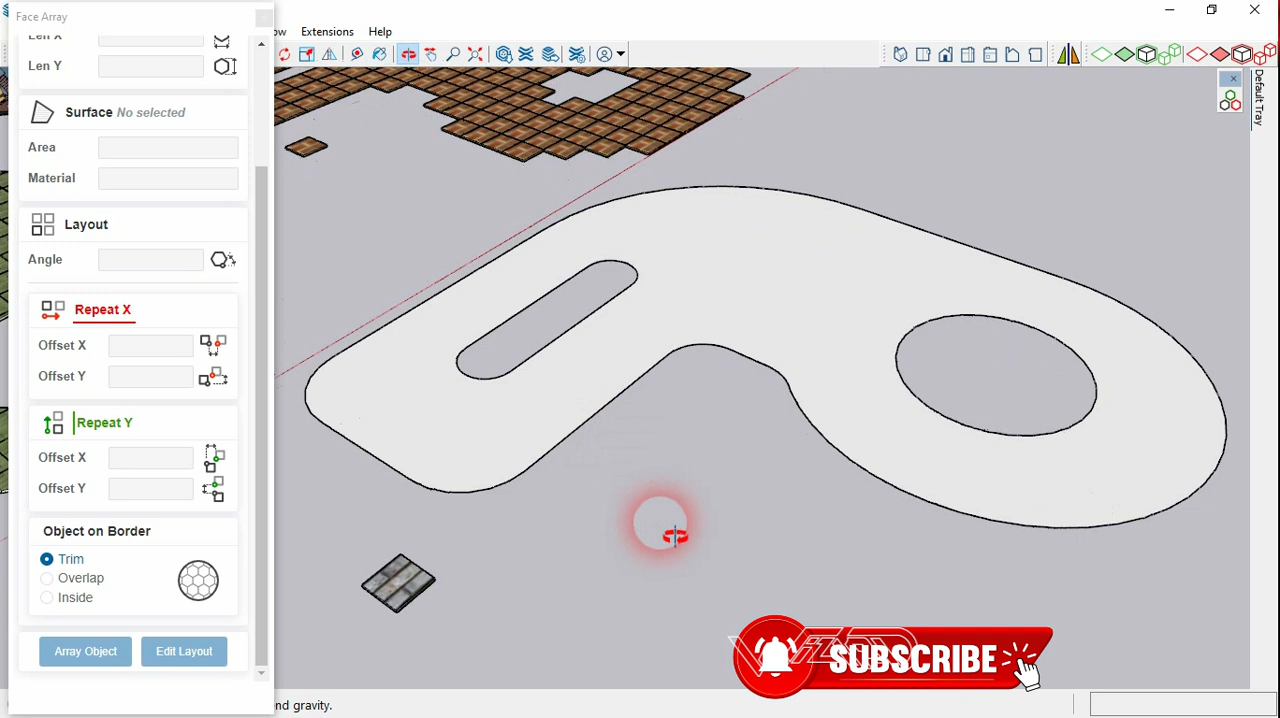 Face Array
ow Extensions Help
Len X
Len Y
Surface No selected
Area
Material
Layout
Angle
Repeat X
Offset X
Offset Y
Repeat Y
Offset X
Offset Y
Object on Border
Trim
Overlap
Inside
Array Object Edit Layout
Default Tray
SUBSCRIBE
nd gravity.